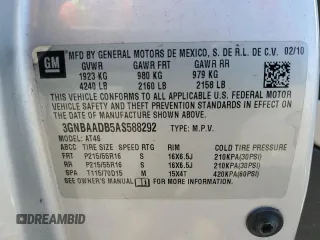 GM
MFD BY GENERAL MOTORS DE MEXICO, S. DE R.L. DE C.V. 02/10
GVWR GAWR FRT GAWR RR
1923 KG 980 KG 979 KG
4240 LB 2160 LB 2158 LB
THIS VEHICLE CONFORMS TO ALL APPLICABLE U.S. FEDERAL MOTOR
VEHICLE SAFETY AND THEFT PREVENTION STANDARDS IN EFFECT ON
THE DATE OF MANUFACTURE SHOWN ABOVE.
3GNBAADB5AS588292 TYPE: M.P.V.
MODEL: AT46
ABCC TIRE SIZE SPEED RTG RIM COLD TIRE PRESSURE
FRT P215/55R16 S 16X6.5J 210KPA(30PSI)
RR P215/55R16 S 16X6.5J 210KPA(30PSI)
SPA T115/70D15 M 15X4T 420KPA(60PSI)
DREAMBID